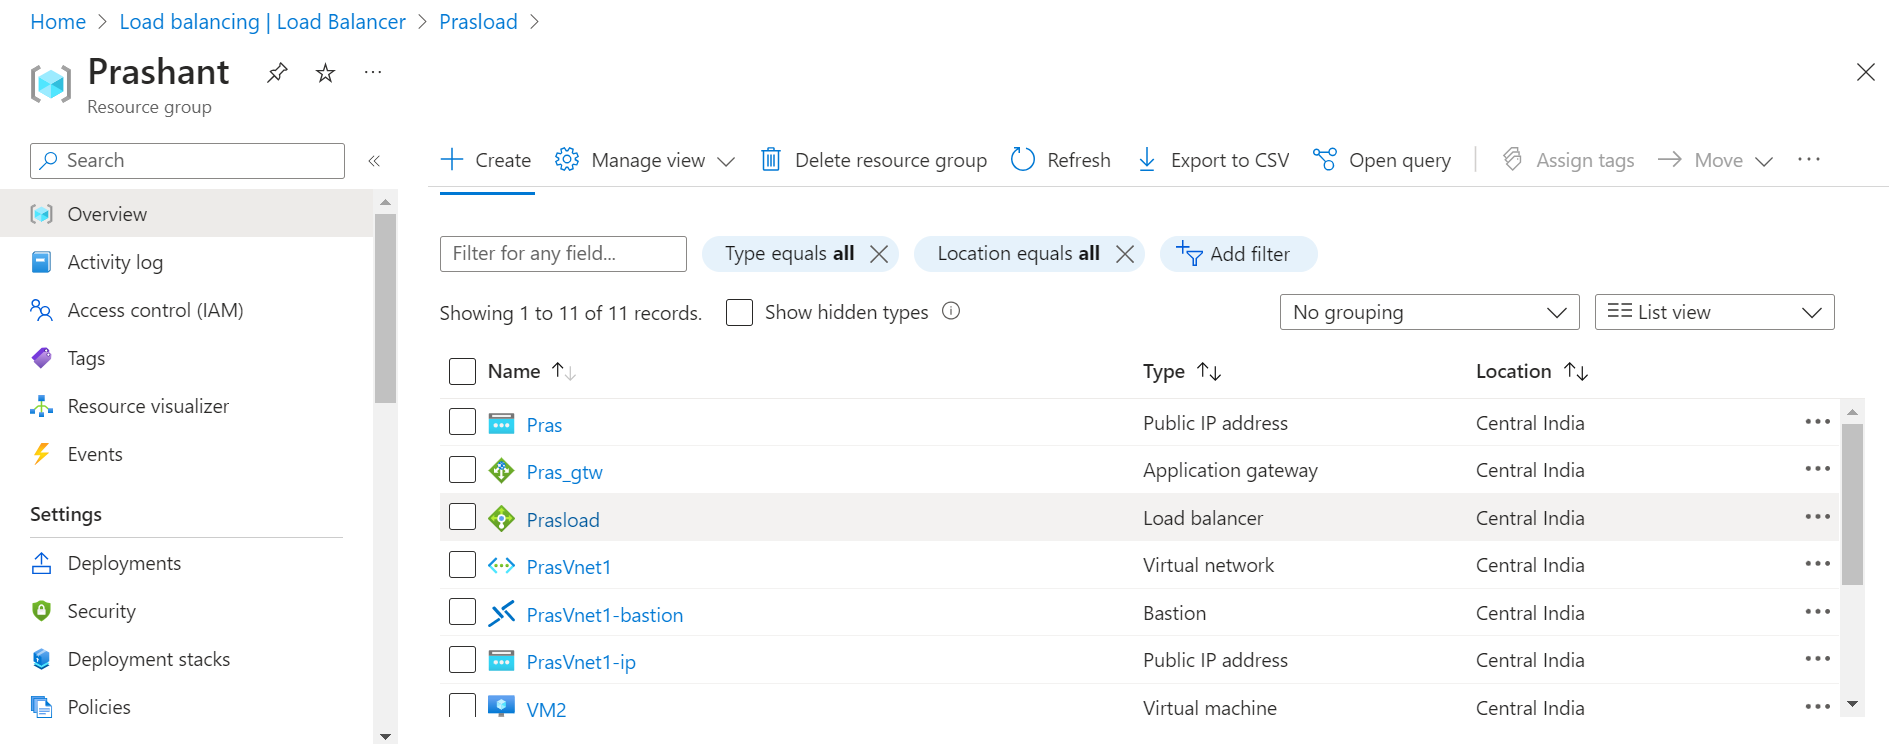 Home > Load balancing | Load Balancer > Prasload >
Prashant
Resource group
Search
Overview
Activity log
Access control (IAM)
Tags
Resource visualizer
Events
Settings
Deployments
Security
Deployment stacks
Policies
Create Manage view Delete resource group Refresh Export to CSV Open query Assign tags Move
Filter for any field... Type equals all Location equals all Add filter
Showing 1 to 11 of 11 records. Show hidden types No grouping List view
Name Type Location
Pras Public IP address Central India
Pras_gtw Application gateway Central India
Prasload Load balancer Central India
PrasVnet1 Virtual network Central India
PrasVnet1-bastion Bastion Central India
PrasVnet1-ip Public IP address Central India
VM2 Virtual machine Central India